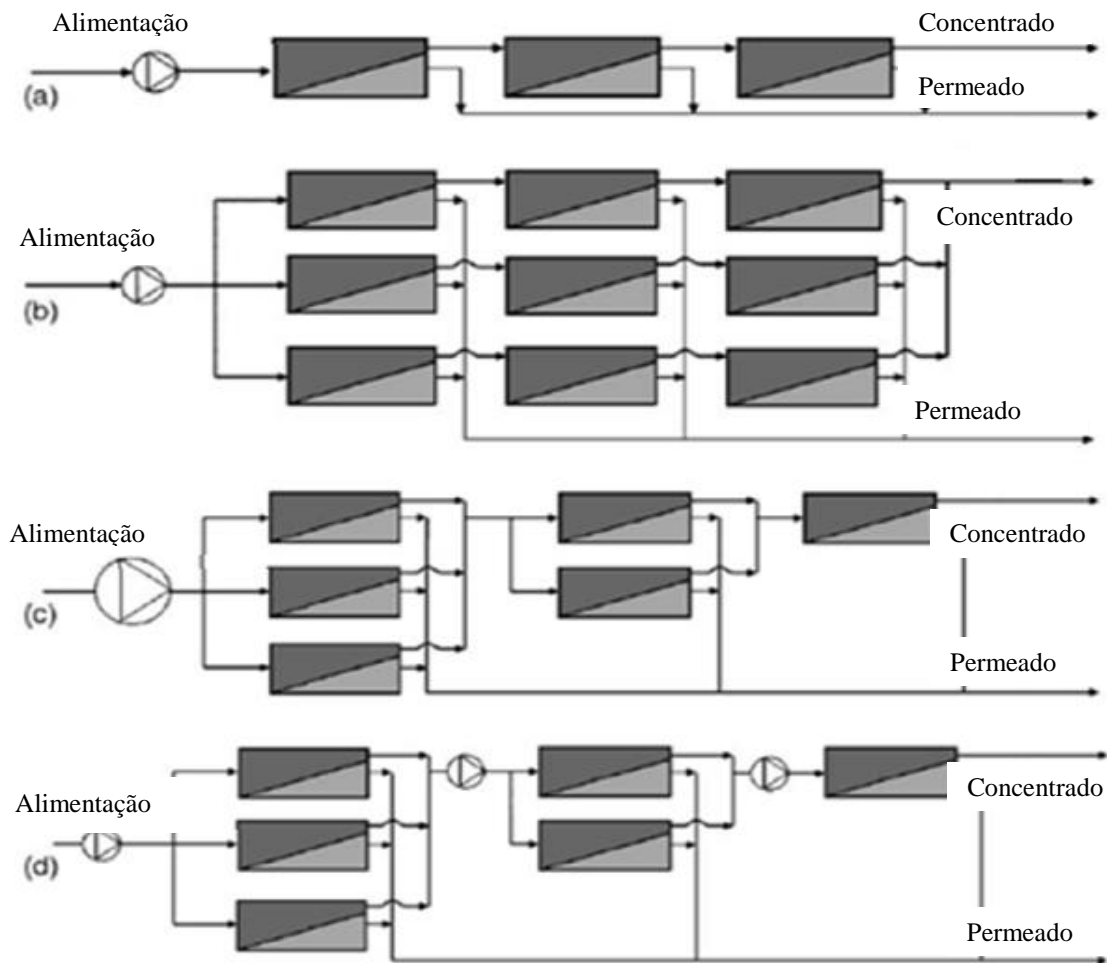 Alimentação
Concentrado
(a)
Permeado
Alimentação
Concentrado
(b)
Permeado
Alimentação
Concentrado
(c)
Permeado
Alimentação
Concentrado
(d)
Permeado